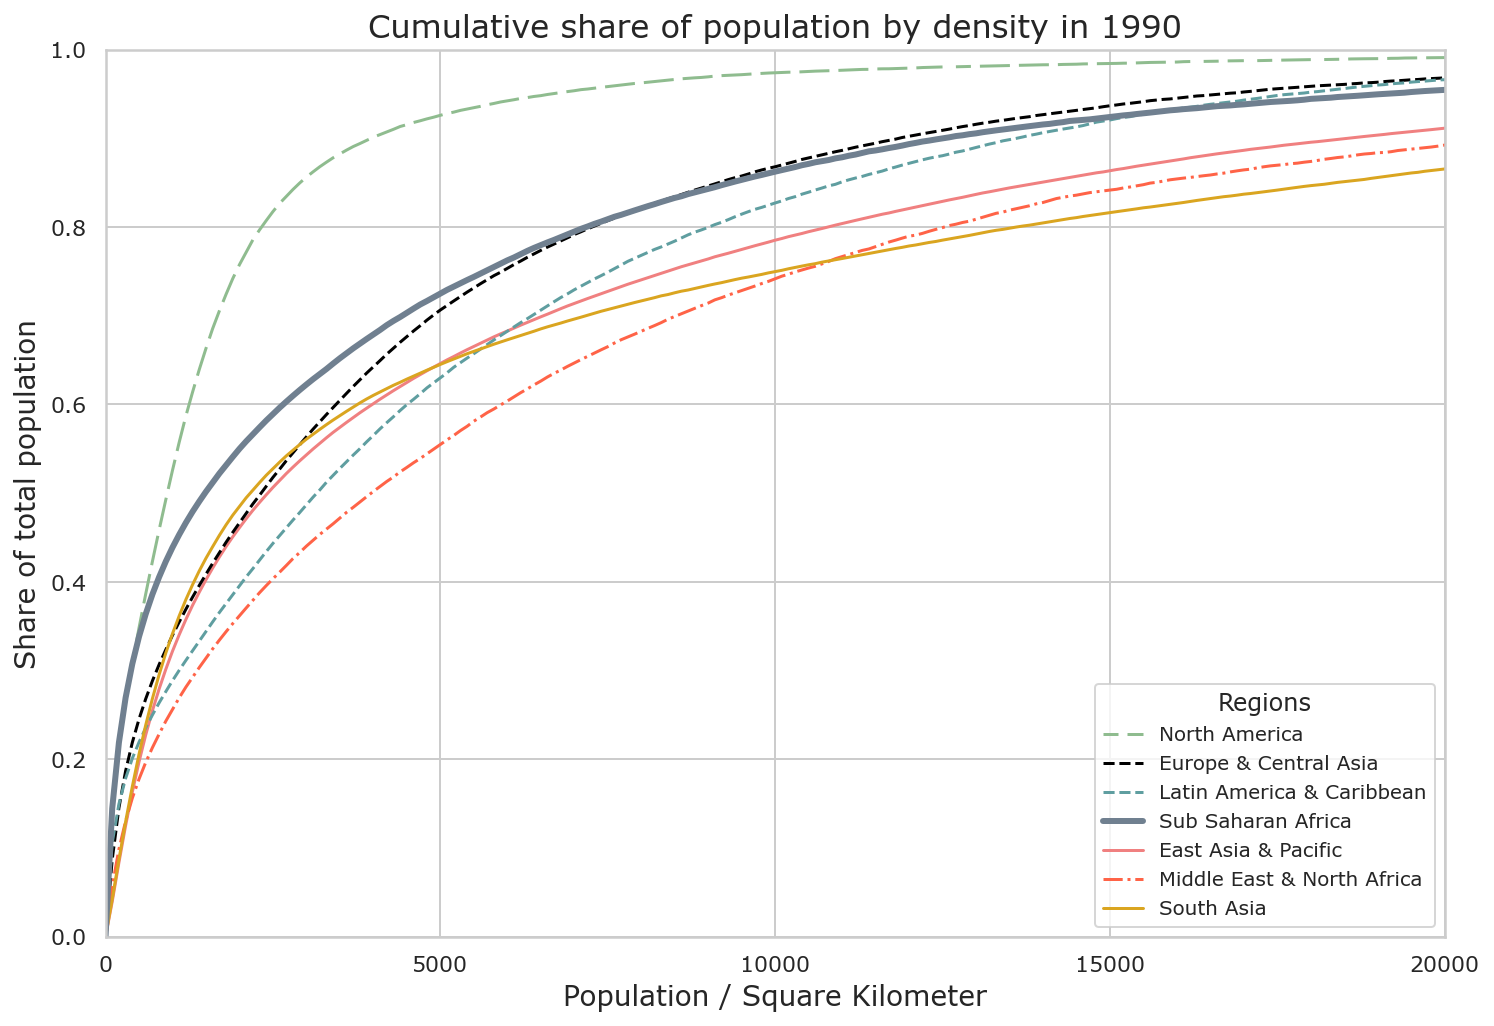 Cumulative share of population by density in 1990
1.0
0.8
0.6
0.4
0.2
0.0
Share of total population
Regions
North America
Europe & Central Asia
Latin America & Caribbean
Sub Saharan Africa
East Asia & Pacific
Middle East & North Africa
South Asia
0 5000 10000 15000 20000
Population / Square Kilometer